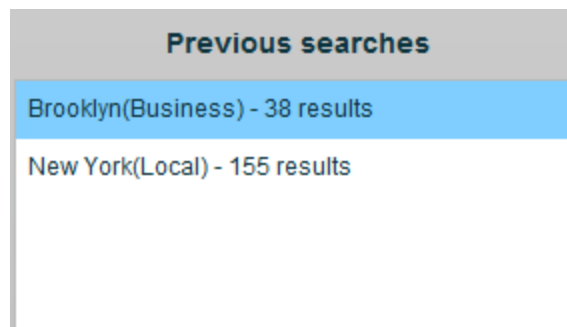 Previous searches
Brooklyn(Business) - 38 results
New York(Local) - 155 results